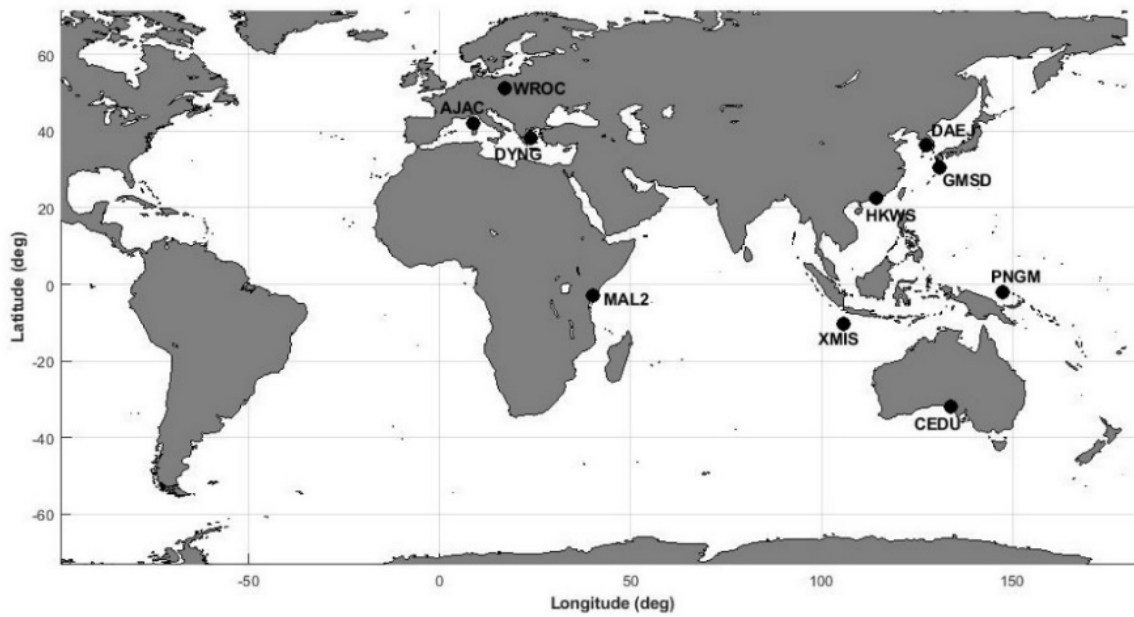 60
WROC
AJAC
40
DAEJ
DYNG
GMSD
20
HKWS
Latitude (deg)
0
PNGM
MAL2
XMIS
-20
CEDU
-40
-60
-50
0
50
100
150
Longitude (deg)